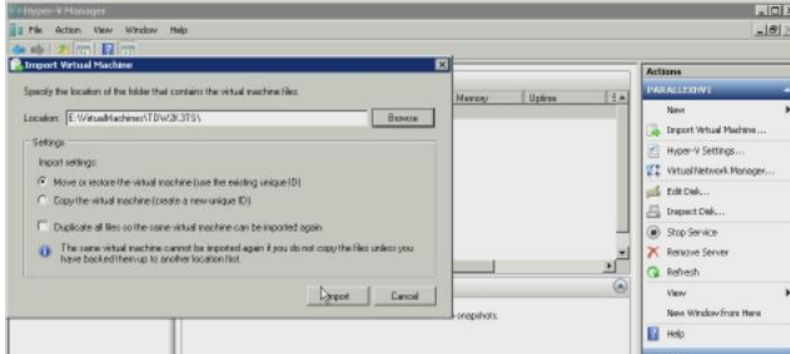 Hyper-V Manager
File Action View Window Help
Import Virtual Machine
Specify the location of the folder that contains the virtual machine files.
Location: E:\VirtualMachines\TDW2K3TS\ Browse
Settings
Import settings:
Move or restore the virtual machine (use the existing unique ID)
Copy the virtual machine (create a new unique ID)
Duplicate all files so the same virtual machine can be imported again
The same virtual machine cannot be imported again if you do not copy the files unless you
have backed them up to another location first.
Import Cancel
Memory Uptime S
snapshots.
Actions
PARALLEXHV1
New
Import Virtual Machine...
Hyper-V Settings...
Virtual Network Manager...
Edit Disk...
Inspect Disk...
Stop Service
Remove Server
Refresh
View
New Window from Here
Help